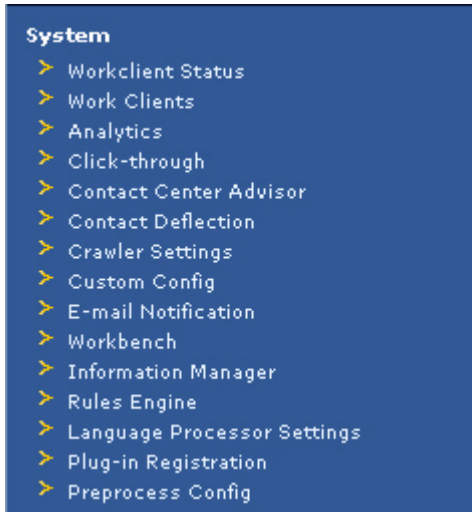 System
Workclient Status
Work Clients
Analytics
Click-through
Contact Center Advisor
Contact Deflection
Crawler Settings
Custom Config
E-mail Notification
Workbench
Information Manager
Rules Engine
Language Processor Settings
Plug-in Registration
Preprocess Config